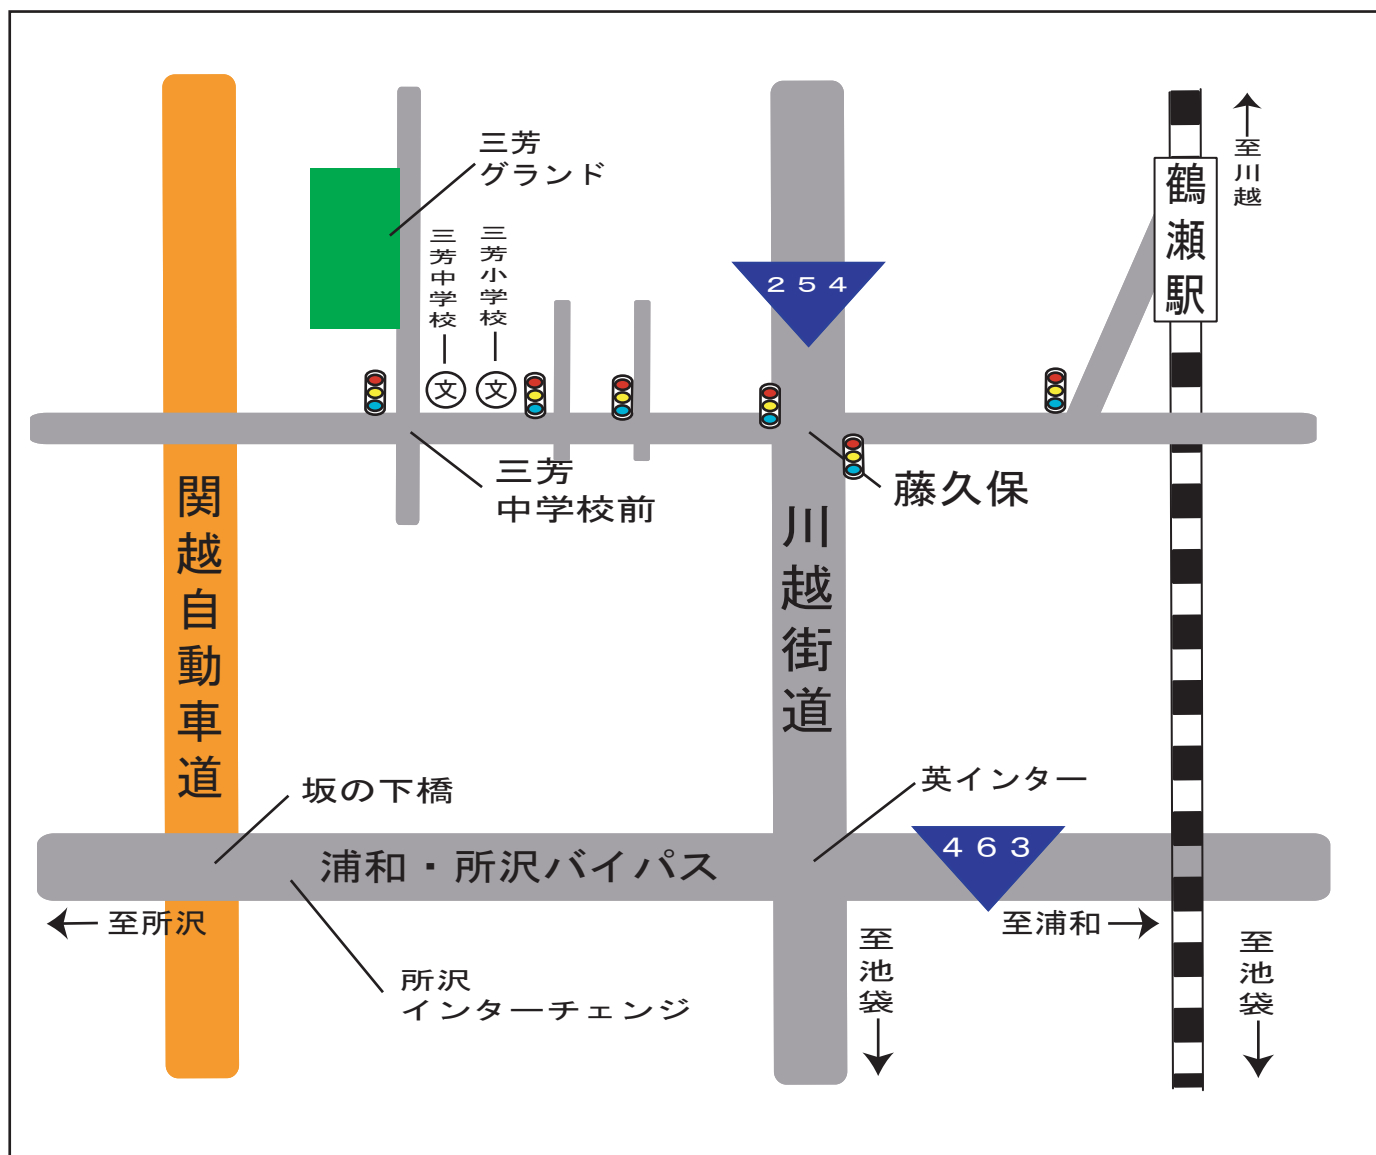 三芳
グランド
三芳中学校
三芳小学校
文
文
254
至川越
鶴瀬駅
三芳
中学校前
藤久保
関越自動車道
川越街道
坂の下橋
英インター
浦和・所沢バイパス
463
至所沢
至浦和
所沢
インターチェンジ
至池袋
至池袋